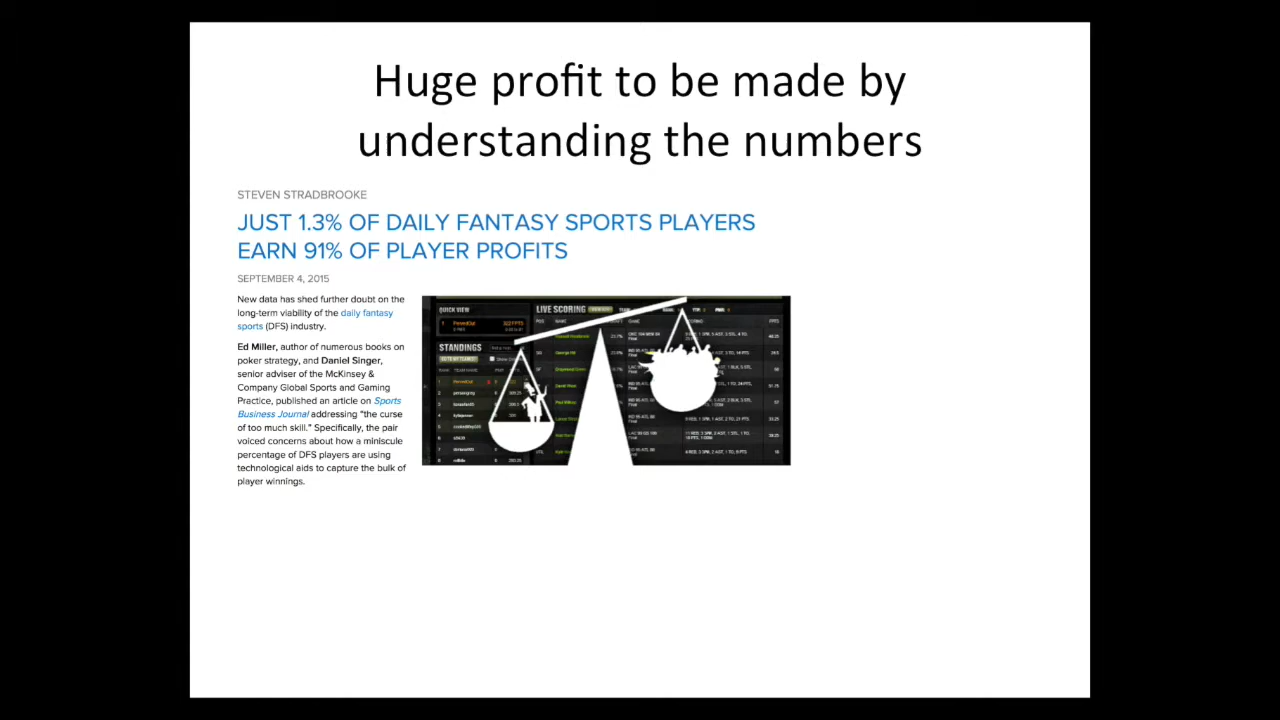 Huge profit to be made by
understanding the numbers
STEVEN STRADBROOKE
JUST 1.3% OF DAILY FANTASY SPORTS PLAYERS
EARN 91% OF PLAYER PROFITS
SEPTEMBER 4, 2015
New data has shed further doubt on the
long-term viability of the daily fantasy
sports (DFS) industry.
Ed Miller, author of numerous books on
poker strategy, and Daniel Singer,
senior adviser of the McKinsey &
Company Global Sports and Gaming
Practice, published an article on Sports
Business Journal addressing “the curse
of too much skill.” Specifically, the pair
voiced concerns about how a miniscule
percentage of DFS players are using
technological aids to capture the bulk of
player winnings.
QUICK VIEW
LIVE SCORING
STANDINGS